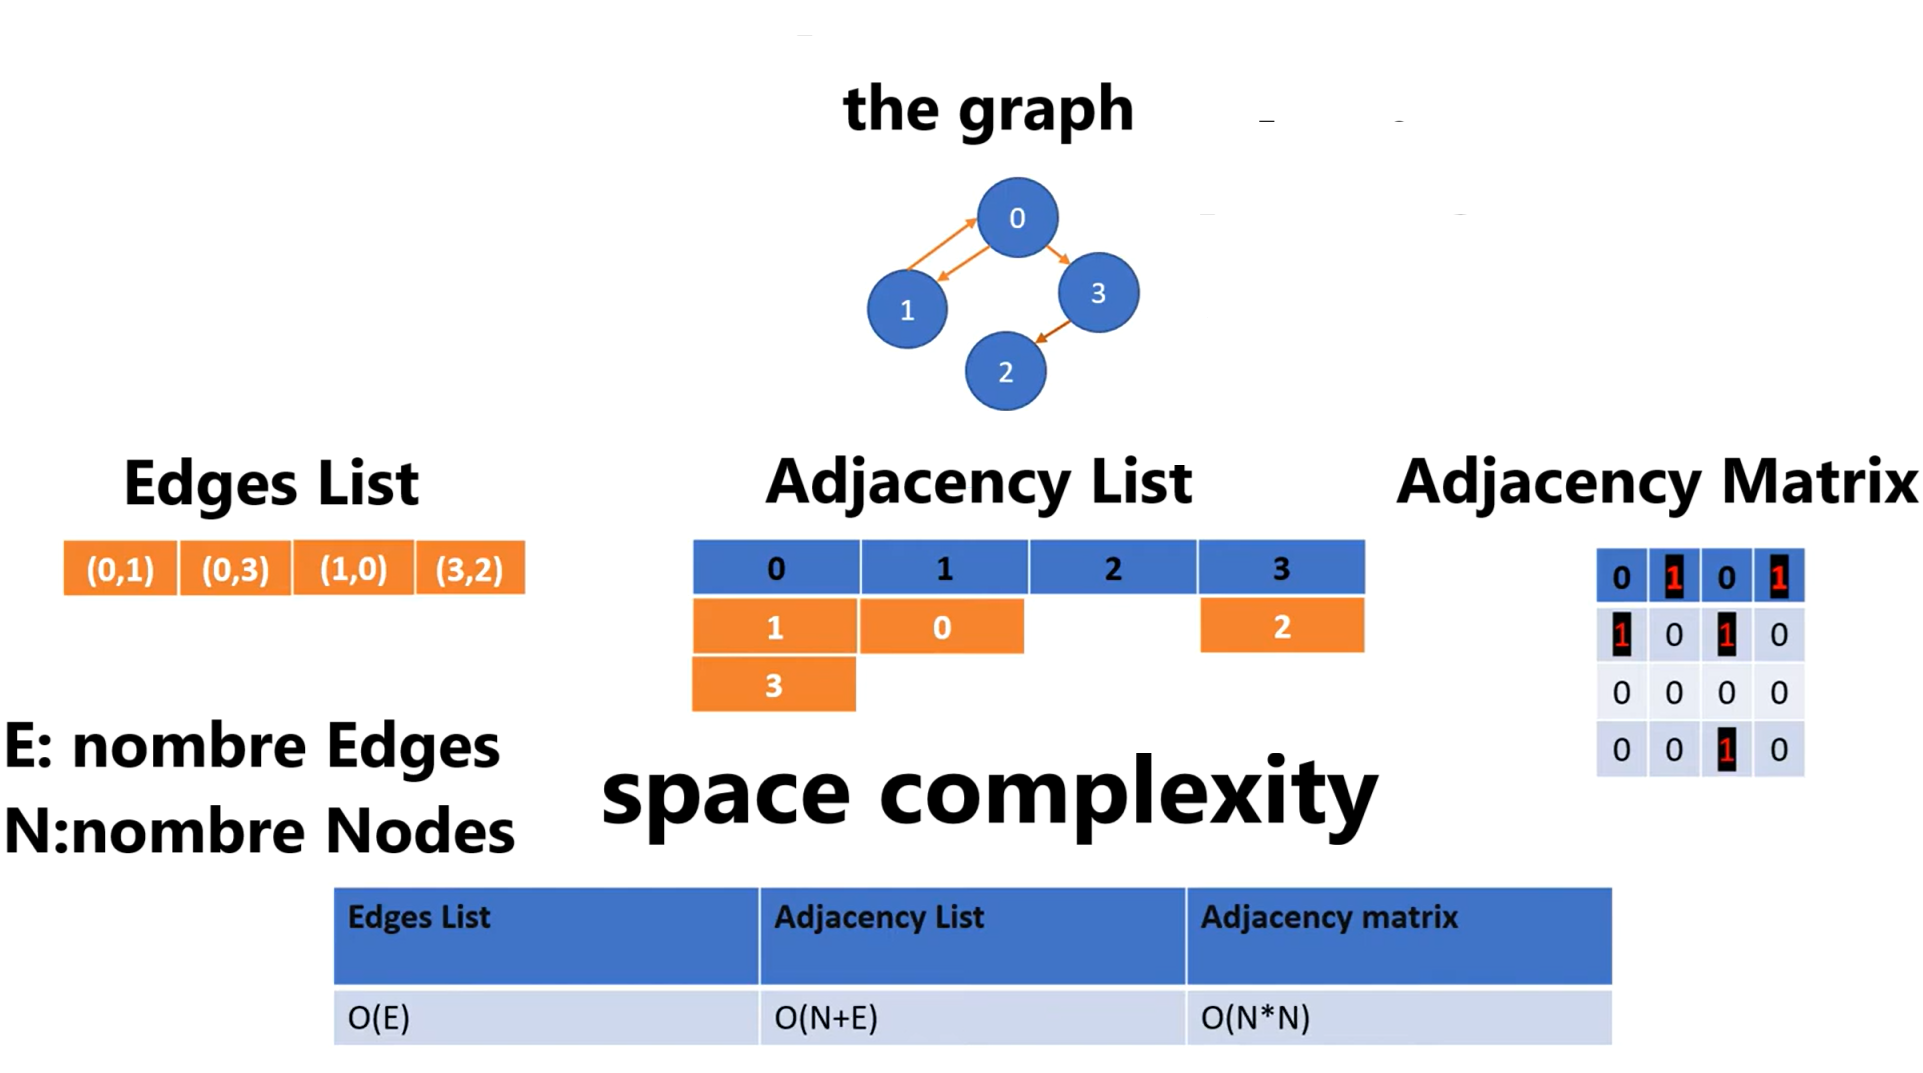 the graph
0
3
1
2
Edges List
Adjacency List
Adjacency Matrix
(0,1) (0,3) (1,0) (3,2)
0 1 2 3
1 0 2
3
0 1 0 1
1 0 1 0
0 0 0 0
0 0 1 0
E: nombre Edges
N:nombre Nodes
space complexity
Edges List Adjacency List Adjacency matrix
O(E) O(N+E) O(N*N)